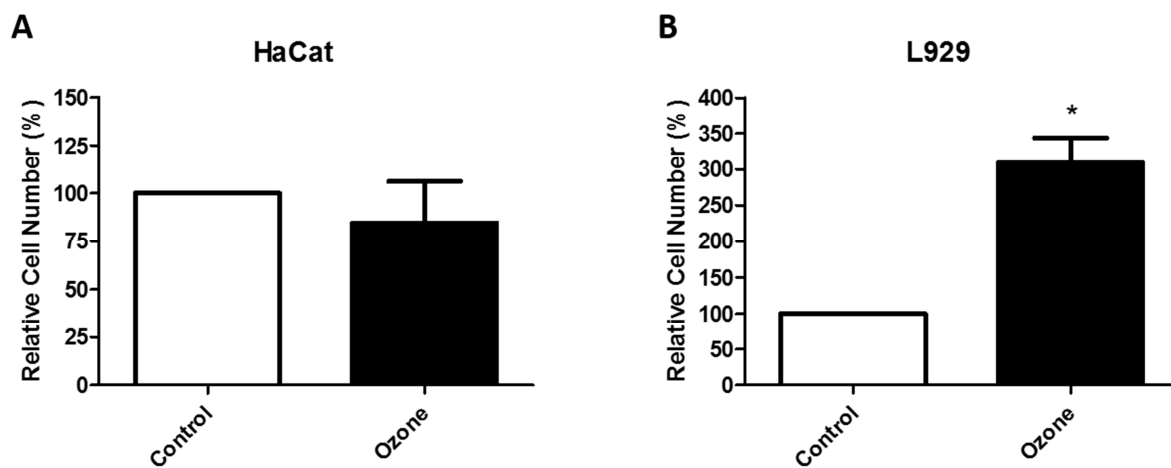 A
HaCat
Relative Cell Number (%)
150
125
100
75
50
25
0
Control
Ozone
B
L929
Relative Cell Number (%)
400
350
300
250
200
150
100
50
0
*
Control
Ozone